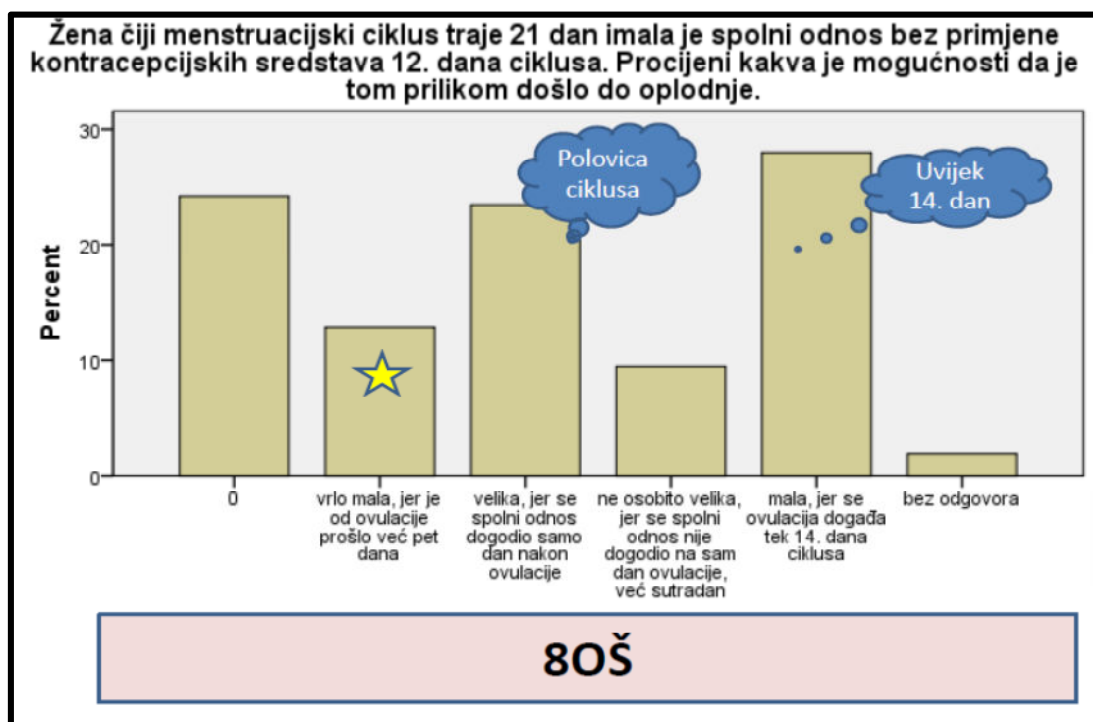 Žena čiji menstruacijski ciklus traje 21 dan imala je spolni odnos bez primjene
kontracepcijskih sredstava 12. dana ciklusa. Procijeni kakva je mogućnosti da je
tom prilikom došlo do oplodnje.
30
20
10
0
Percent
Polovica
ciklusa
Uvijek
14. dan
0
vrlo mala, jer je
od ovulacije
prošlo već pet
dana
velika, jer se
spolni odnos
dogodio samo
dan nakon
ovulacije
ne osobito velika,
jer se spolni
odnos nije
dogodio na sam
dan ovulacije,
već sutradan
mala, jer se
ovulacija događa
tek 14. dana
ciklusa
bez odgovora
8OŠ